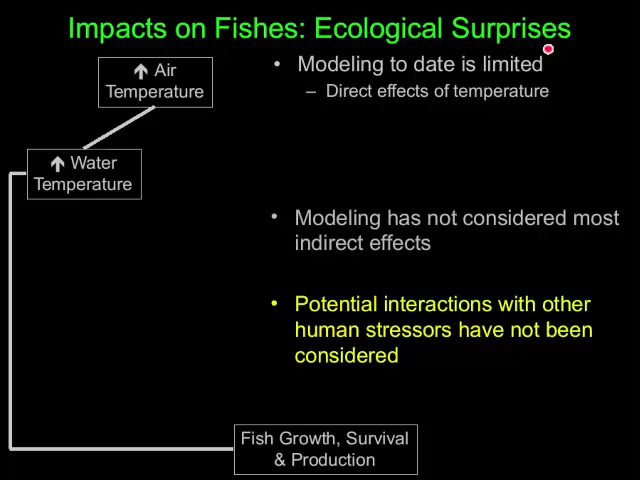 Impacts on Fishes: Ecological Surprises
🡹 Air
Temperature
• Modeling to date is limited
– Direct effects of temperature
🡹 Water
Temperature
• Modeling has not considered most
indirect effects
• Potential interactions with other
human stressors have not been
considered
Fish Growth, Survival
& Production